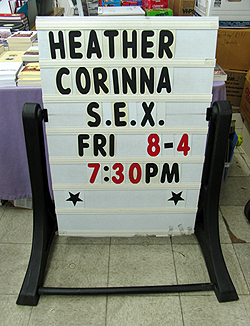 HEATHER
CORINNA
S.E.X.
FRI 8-4
7:30PM